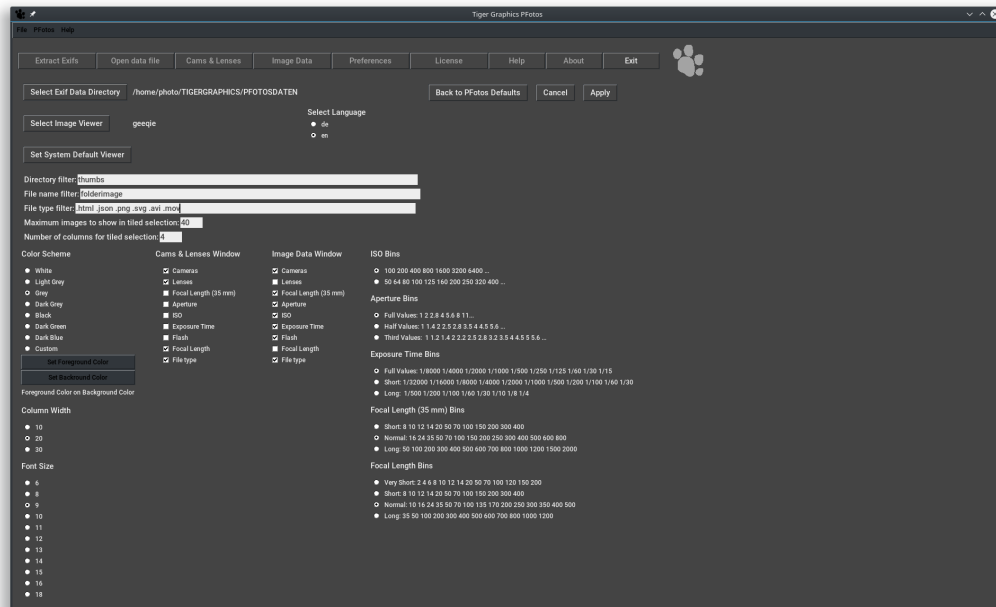 Tiger Graphics PFotos
File PFotos Help
Extract Exifs Open data file Cams & Lenses Image Data Preferences License Help About Exit
Select Exif Data Directory /home/photo/TIGERGRAPHICS/PFOTOSDATEN Back to PFotos Defaults Cancel Apply
Select Language
Select Image Viewer geeqie
de
en
Set System Default Viewer
Directory filter: thumbs
File name filter: folderimage
File type filter: .html .json .png .svg .avi .mov
Maximum images to show in tiled selection: 40
Number of columns for tiled selection: 4
Color Scheme
White
Light Grey
Grey
Dark Grey
Black
Dark Green
Dark Blue
Custom
Set Foreground Color
Set Backround Color
Foreground Color on Background Color
Column Width
10
20
30
Font Size
6
8
9
10
11
12
13
14
15
16
18
Cams & Lenses Window
Cameras
Lenses
Focal Length (35 mm)
Aperture
ISO
Exposure Time
Flash
Focal Length
File type
Image Data Window
Cameras
Lenses
Focal Length (35 mm)
Aperture
ISO
Exposure Time
Flash
Focal Length
File type
ISO Bins
100 200 400 800 1600 3200 6400 ...
50 64 80 100 125 160 200 250 320 400 ...
Aperture Bins
Full Values: 1 2 2.8 4 5.6 8 11...
Half Values: 1 1.4 2 2.5 2.8 3.5 4 4.5 5.6 ...
Third Values: 1 1.2 1.4 2 2.2 2.5 2.8 3.2 3.5 4 4.5 5 5.6 ...
Exposure Time Bins
Full Values: 1/8000 1/4000 1/2000 1/1000 1/500 1/250 1/125 1/60 1/30 1/15
Short: 1/32000 1/16000 1/8000 1/4000 1/2000 1/1000 1/500 1/200 1/100 1/60 1/30
Long: 1/500 1/200 1/100 1/60 1/30 1/10 1/8 1/4
Focal Length (35 mm) Bins
Short: 8 10 12 14 20 50 70 100 150 200 300 400
Normal: 16 24 35 50 70 100 150 200 250 300 400 500 600 800
Long: 50 100 200 300 400 500 600 700 800 1000 1200 1500 2000
Focal Length Bins
Very Short: 2 4 6 8 10 12 14 20 50 70 100 120 150 200
Short: 8 10 12 14 20 50 70 100 150 200 300 400
Normal: 10 16 24 35 50 70 100 135 170 200 250 300 350 400 500
Long: 35 50 100 200 300 400 500 600 700 800 1000 1200